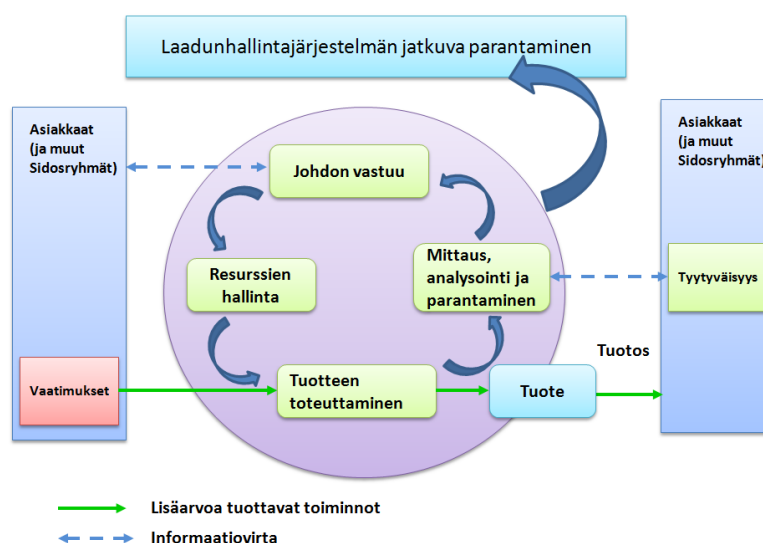 Laadunhallintajärjestelmän jatkuva parantaminen
Asiakkaat
(ja muut
Sidosryhmät)
Johdon vastuu
Resurssien
hallinta
Mittaus,
analysointi ja
parantaminen
Tuotteen
toteuttaminen
Vaatimukset
Tuote
Tuotos
Asiakkaat
(ja muut
Sidosryhmät)
Tyytyväisyys
Lisäarvoa tuottavat toiminnot
Informaatiovirta